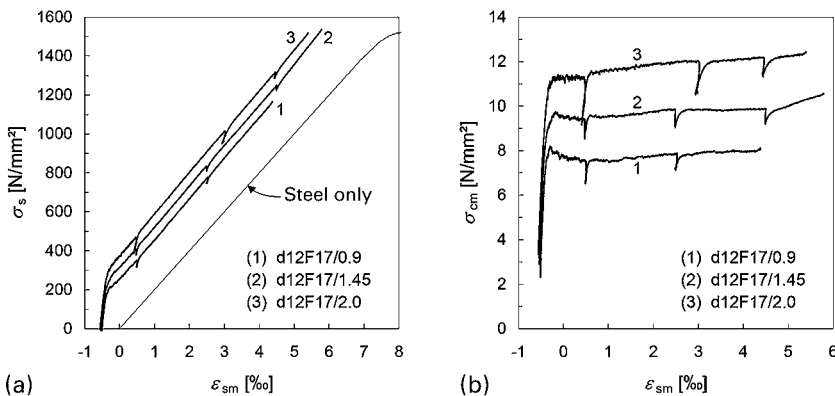 1600
1400
1200
1000
800
600
400
200
0
σs [N/mm²]
3
2
1
Steel only
(1) d12F17/0.9
(2) d12F17/1.45
(3) d12F17/2.0
-1 0 1 2 3 4 5 6 7 8
(a)
εsm [‰]
14
12
10
8
6
4
2
0
σcm [N/mm²]
3
2
1
(1) d12F17/0.9
(2) d12F17/1.45
(3) d12F17/2.0
-1 0 1 2 3 4 5 6
(b)
εsm [‰]